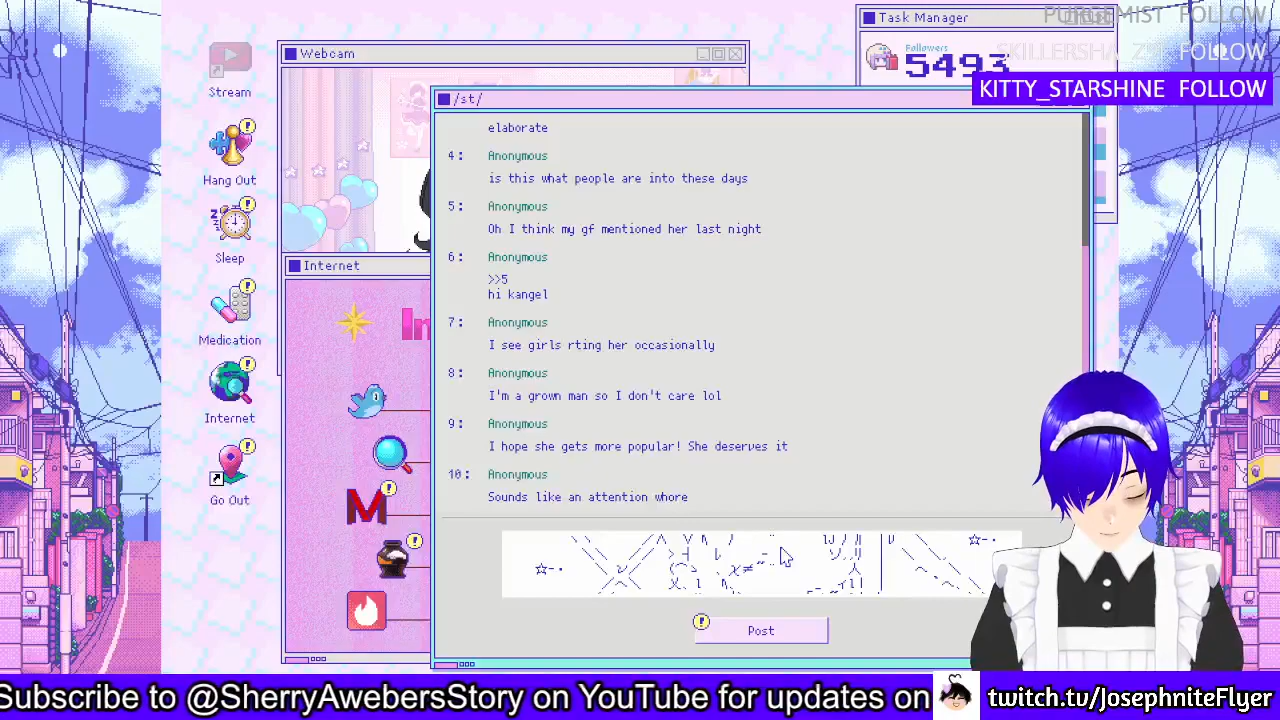 Task Manager
FOLLOW
Webcam
Followers
FOLLOW
5493
Stream
/st/
KITTY_STARSHINE FOLLOW
elaborate
4: Anonymous
is this what people are into these days
Hang Out
5: Anonymous
Oh I think my gf mentioned her last night
Sleep
6: Anonymous
Internet
>>5
hi kangel
7: Anonymous
Medication
I see girls rting her occasionally
8: Anonymous
I'm a grown man so I don't care lol
Internet
9: Anonymous
I hope she gets more popular! She deserves it
10: Anonymous
Go Out
Sounds like an attention whore
M
Post
Subscribe to @SherryAwebersStory on YouTube for updates on
twitch.tv/JosephniteFlyer